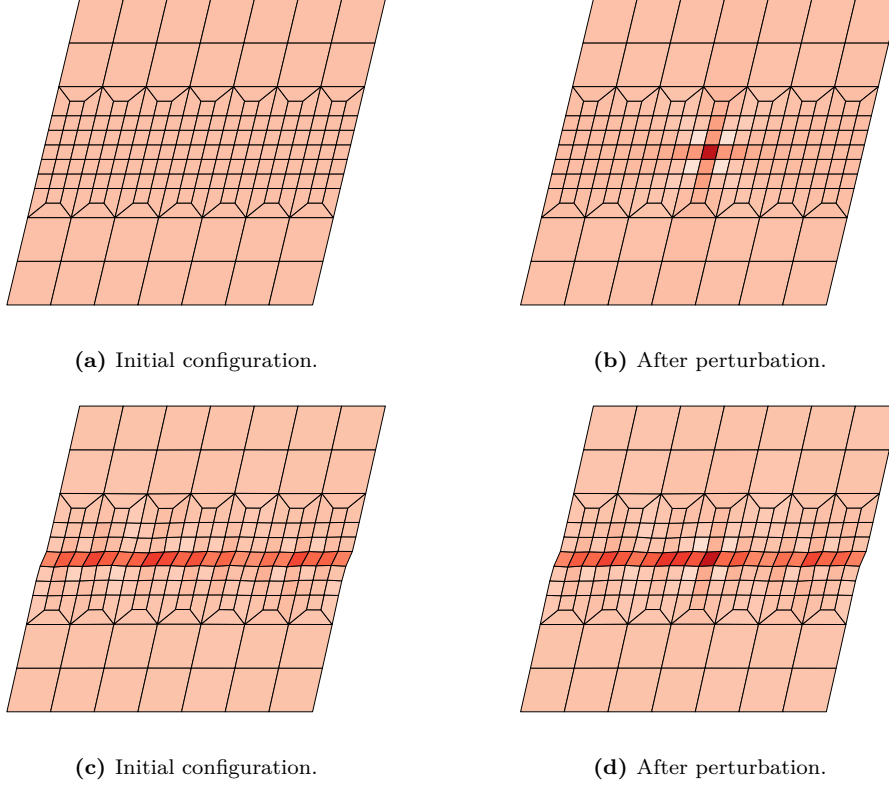 (a) Initial configuration.
(b) After perturbation.
(c) Initial configuration.
(d) After perturbation.